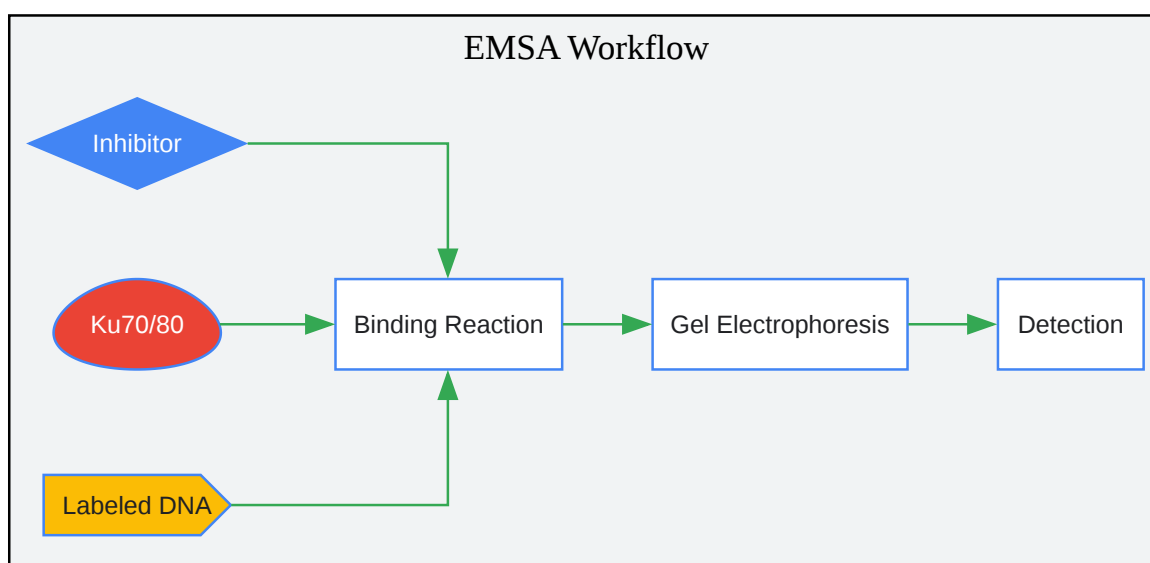 EMSA Workflow
Inhibitor
Ku70/80
Binding Reaction
Gel Electrophoresis
Detection
Labeled DNA